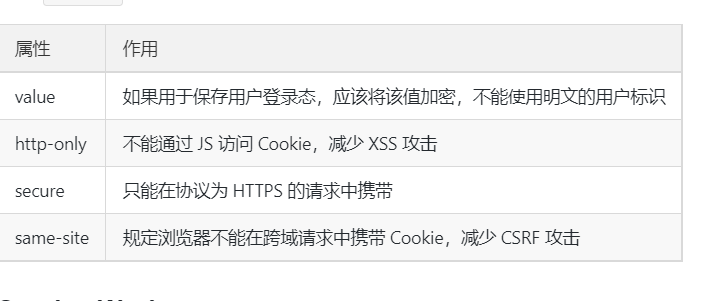 属性 作用
value 如果用于保存用户登录态，应该将该值加密，不能使用明文的用户标识
http-only 不能通过 JS 访问 Cookie，减少 XSS 攻击
secure 只能在协议为 HTTPS 的请求中携带
same-site 规定浏览器不能在跨域请求中携带 Cookie，减少 CSRF 攻击